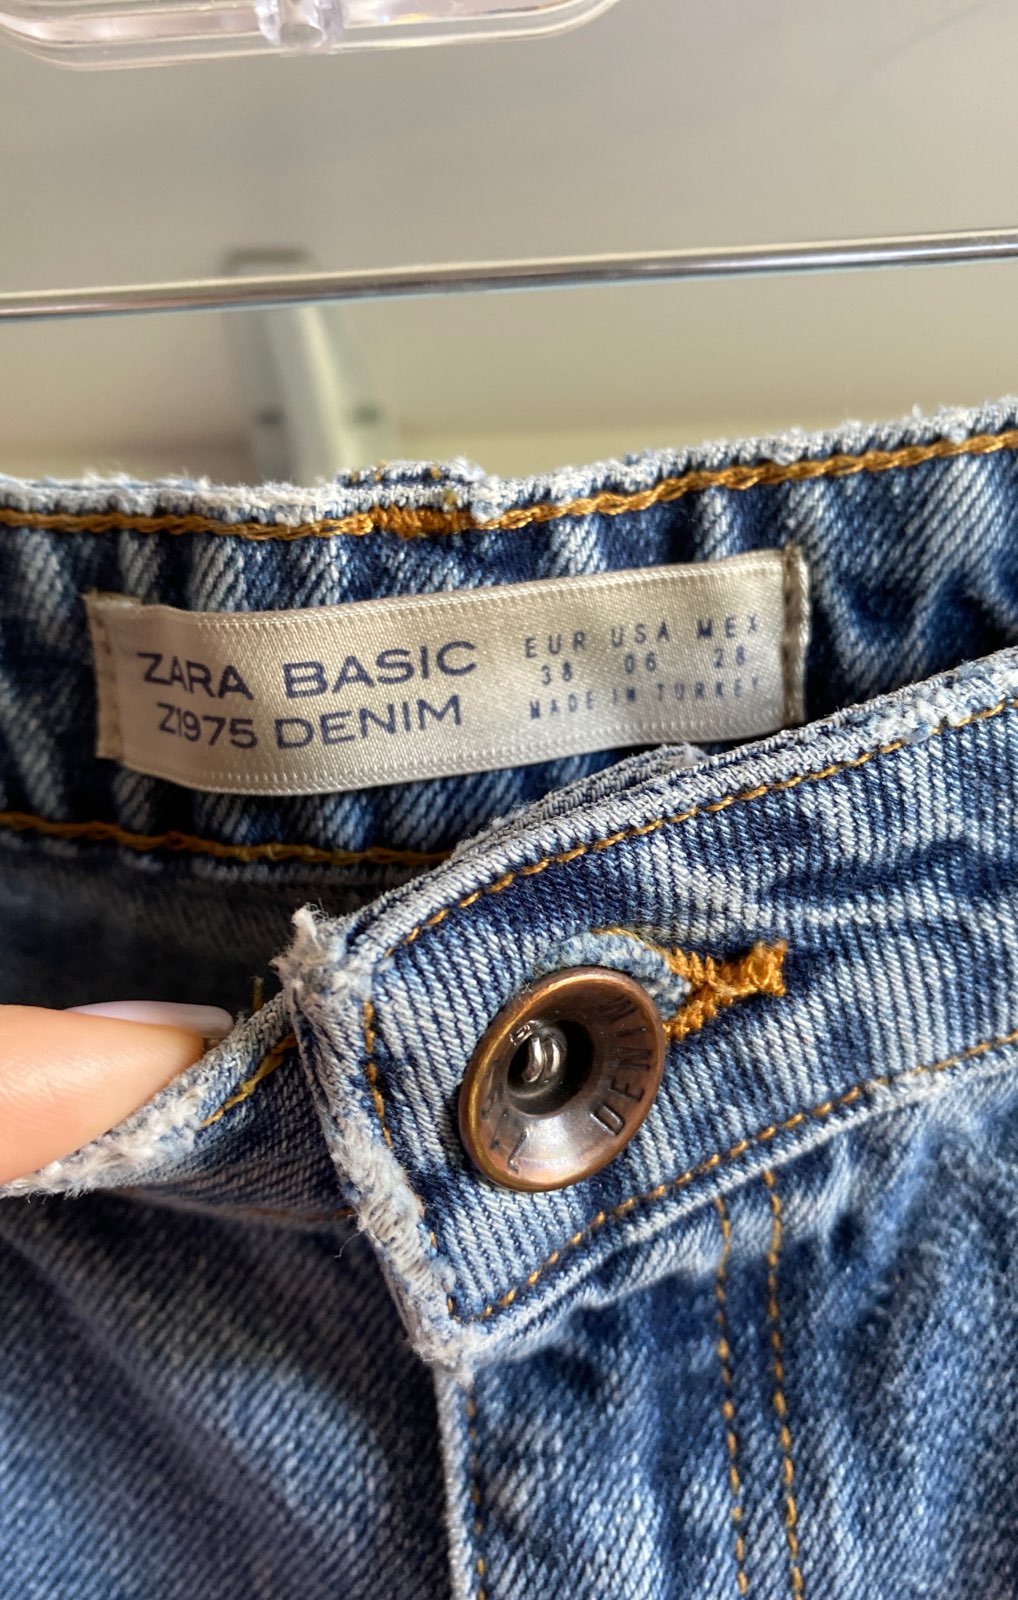 ZARA BASIC
Z1975 DENIM
EUR USA MEX
38 06 28
MADE IN TURKEY
DENIM